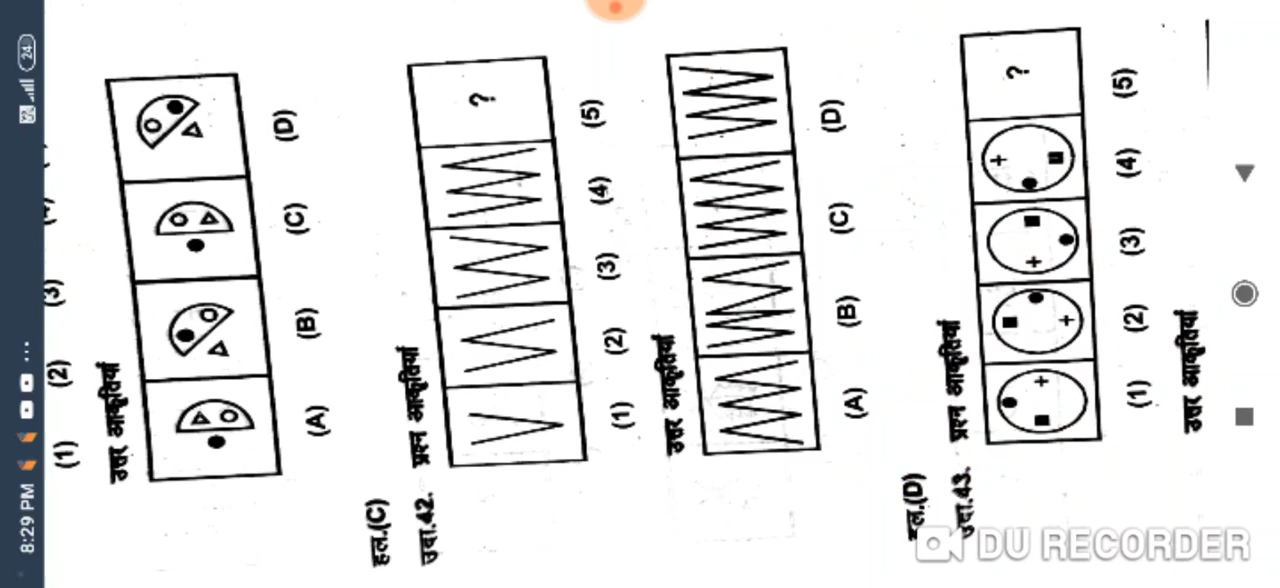 8:29 PM ... 24
(1) (2) (3)
उत्तर आकृतियां
(A) (B) (C) (D)
हल.(C)
उदा.42. प्रश्न आकृतियां
?
(1) (2) (3) (4) (5)
उत्तर आकृतियां
(A) (B) (C) (D)
हल.(D)
उदा.43. प्रश्न आकृतियां
?
(1) (2) (3) (4) (5)
उत्तर आकृतियां
DU RECORDER